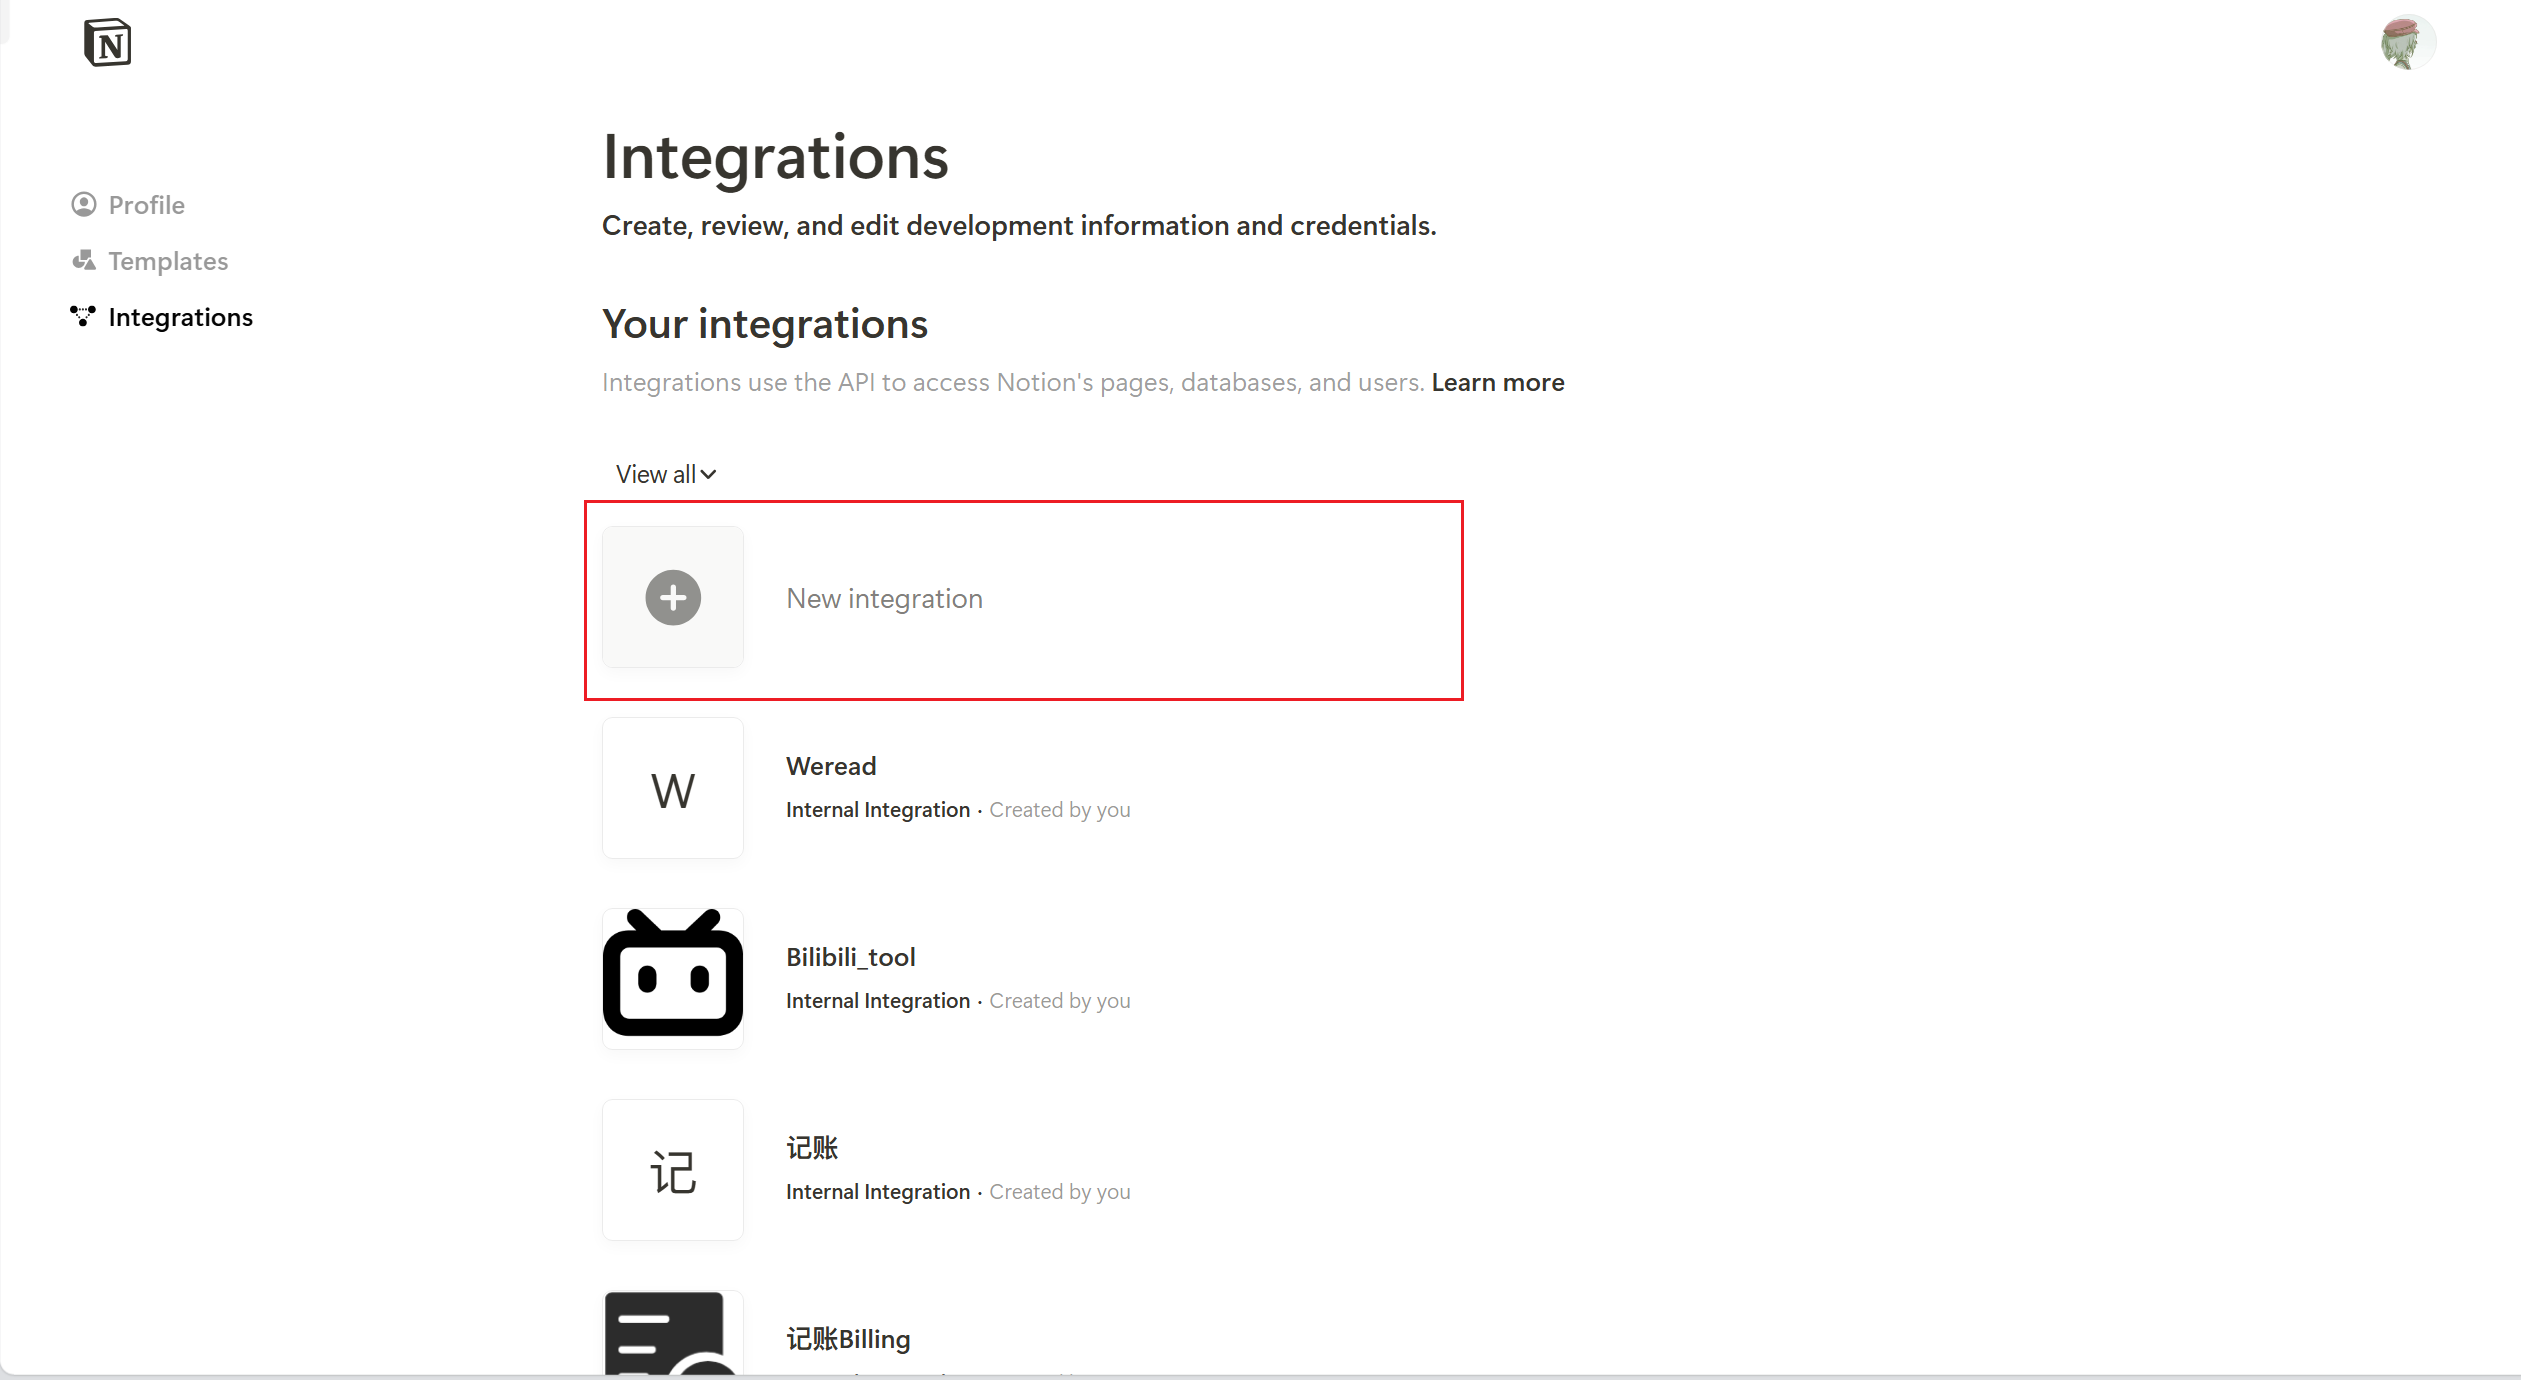 N
Profile
Templates
Integrations
Integrations
Create, review, and edit development information and credentials.
Your integrations
Integrations use the API to access Notion's pages, databases, and users. Learn more
View all
New integration
W
Weread
Internal Integration · Created by you
Bilibili_tool
Internal Integration · Created by you
记
记账
Internal Integration · Created by you
记账Billing